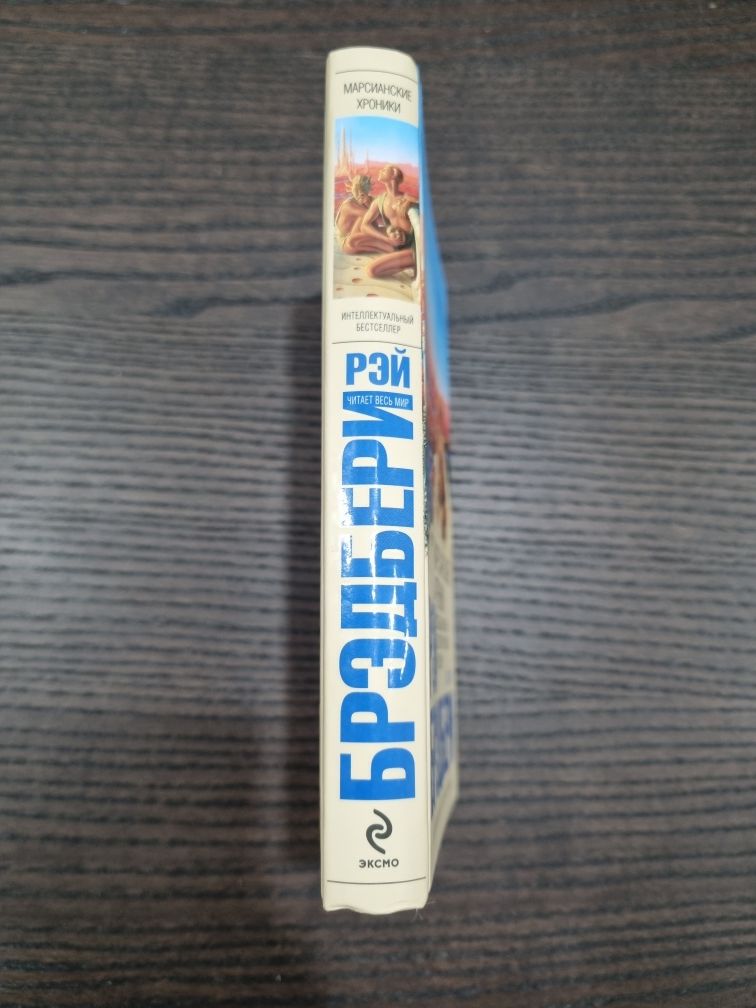 МАРСИАНСКИЕ
ХРОНИКИ
ИНТЕЛЛЕКТУАЛЬНЫЙ
БЕСТСЕЛЛЕР
РЭЙ
ЧИТАЕТ ВЕСЬ МИР
БРЭДБЕРИ
ЭКСМО